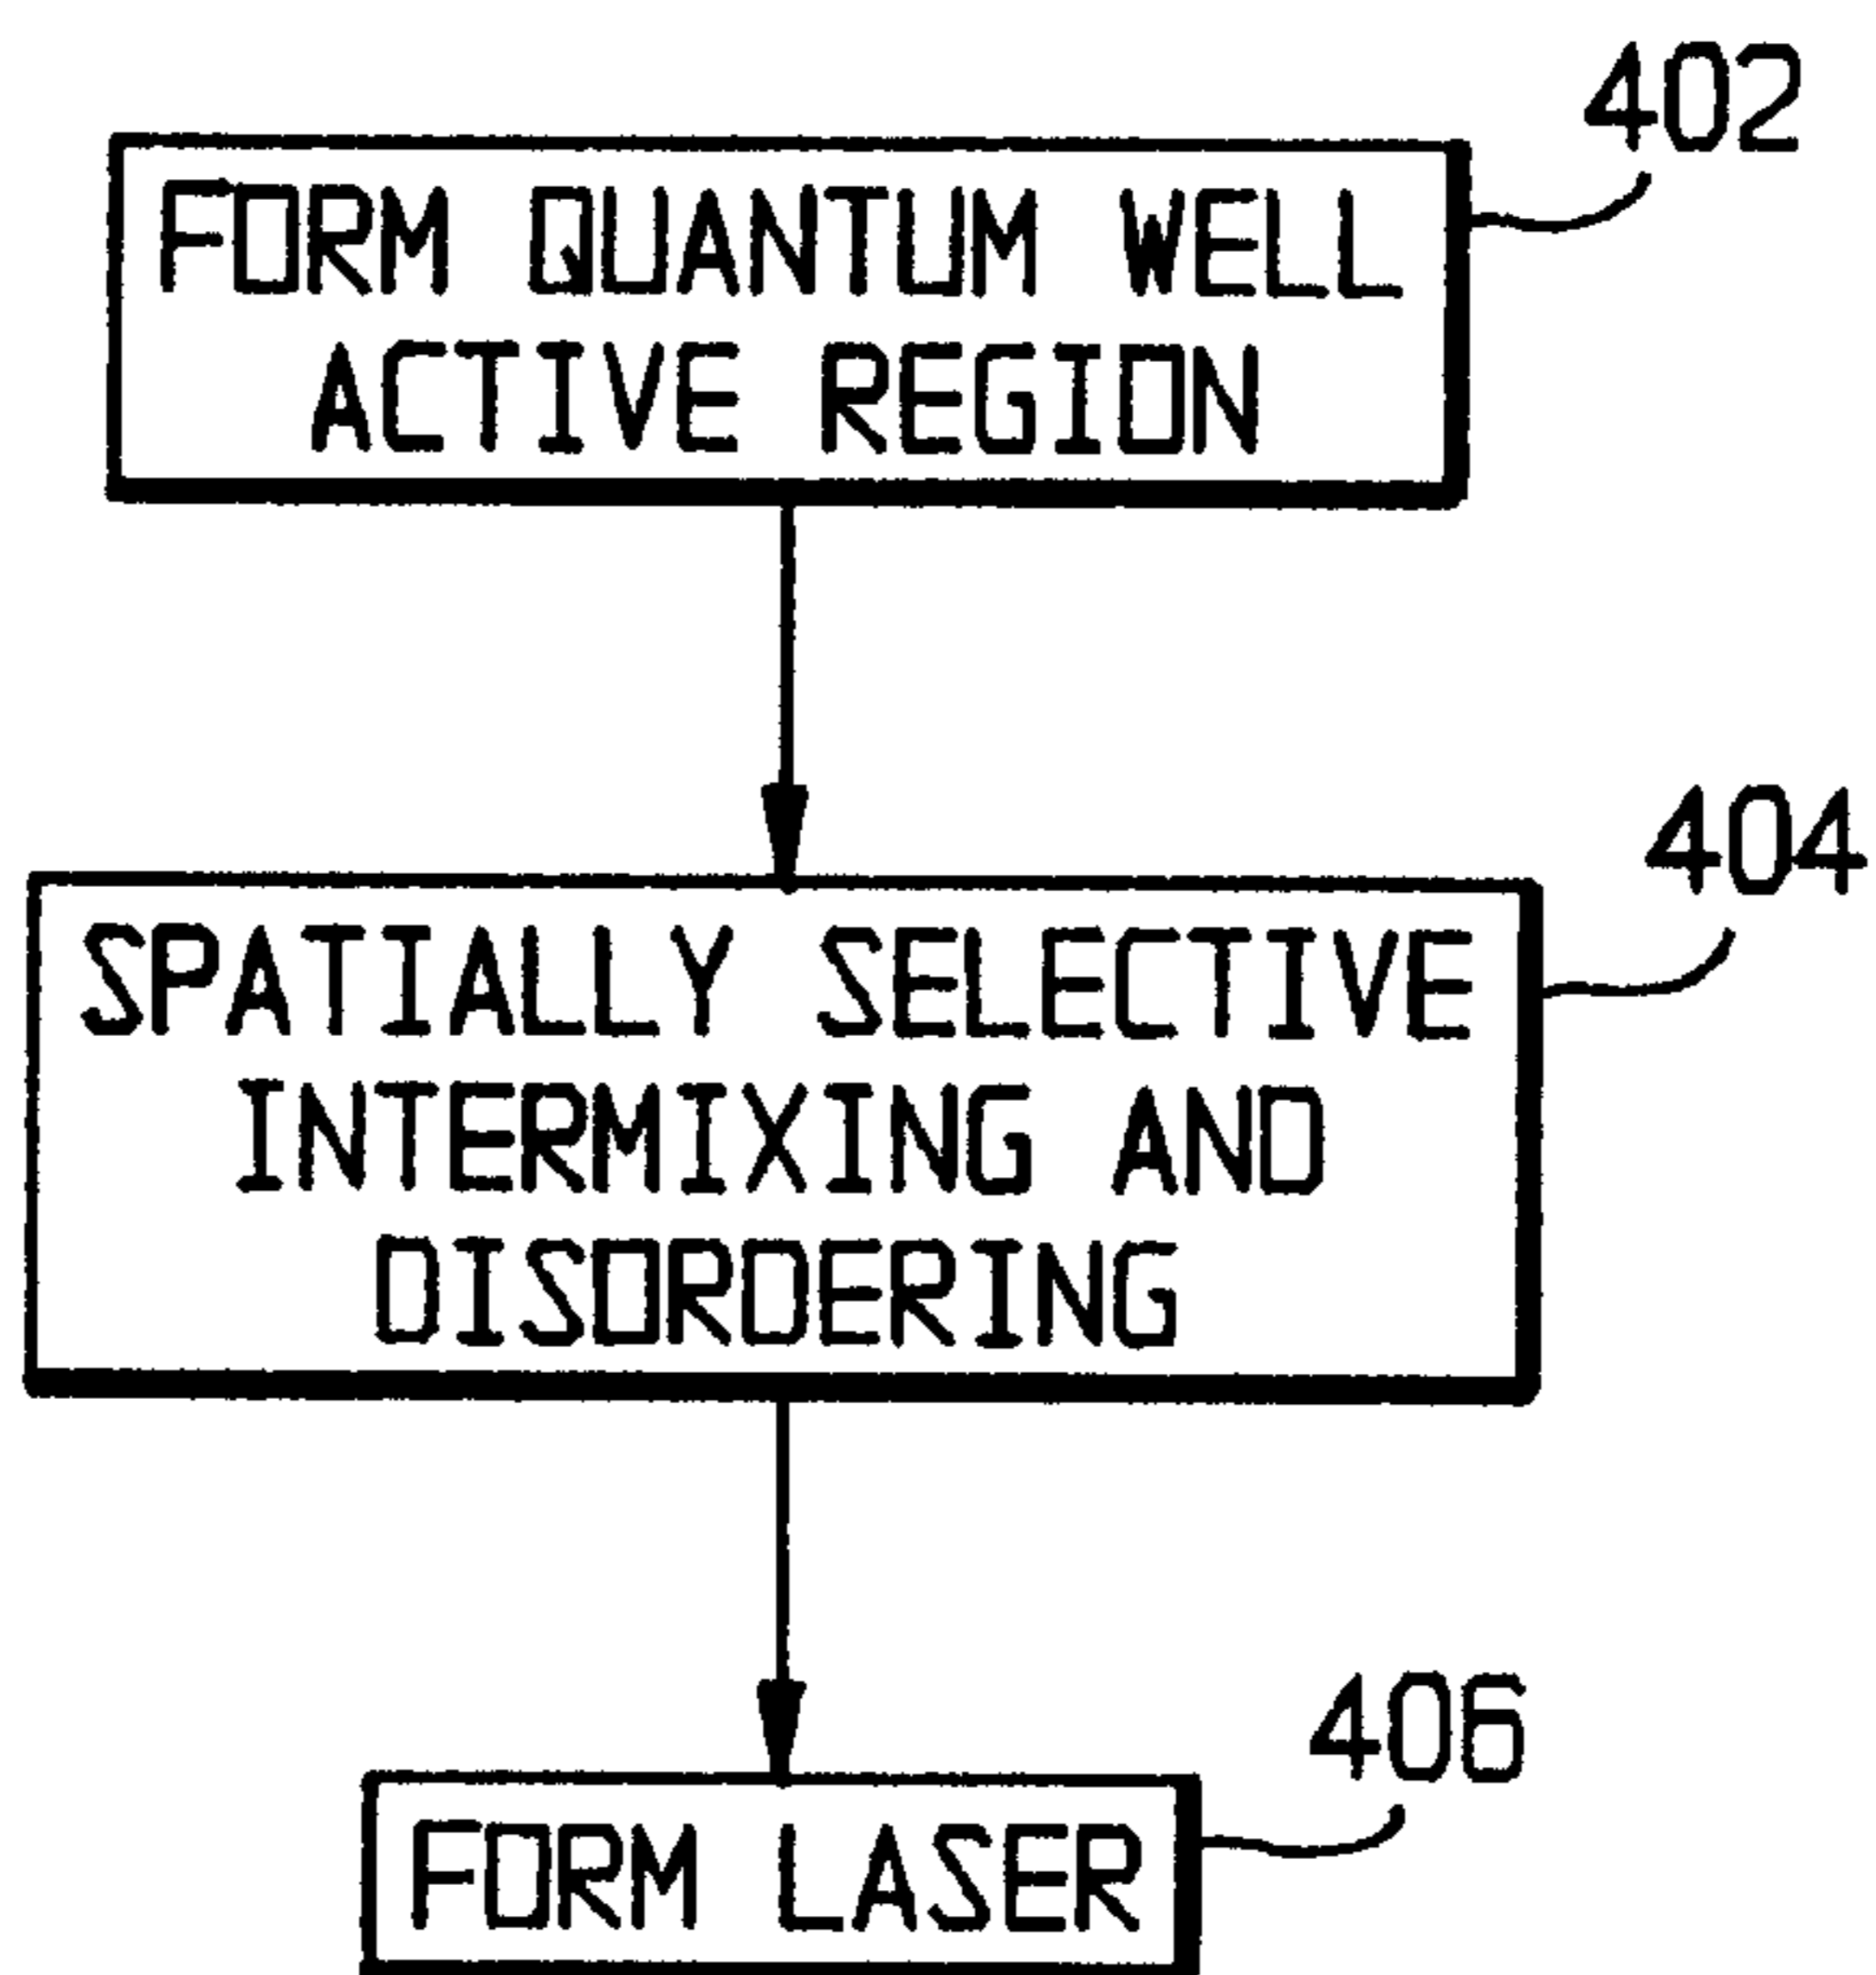 402
FORM QUANTUM WELL
ACTIVE REGION
404
SPATIALLY SELECTIVE
INTERMIXING AND
DISORDERING
406
FORM LASER